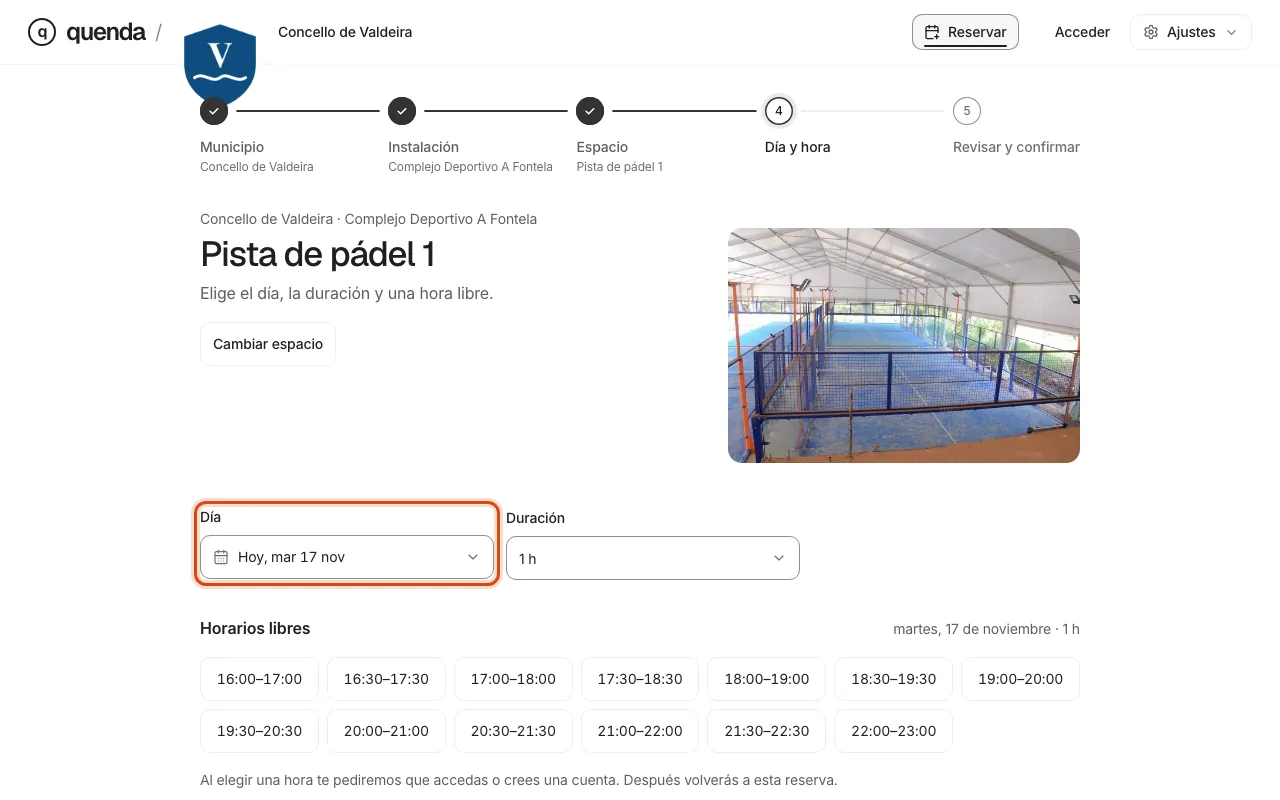 q quenda /
V
Concello de Valdeira
Reservar
Acceder
Ajustes
4
5
Municipio
Concello de Valdeira
Instalación
Complejo Deportivo A Fontela
Espacio
Pista de pádel 1
Día y hora
Revisar y confirmar
Concello de Valdeira · Complejo Deportivo A Fontela
Pista de pádel 1
Elige el día, la duración y una hora libre.
Cambiar espacio
Día
Hoy, mar 17 nov
Duración
1 h
Horarios libres
martes, 17 de noviembre · 1 h
16:00–17:00
16:30–17:30
17:00–18:00
17:30–18:30
18:00–19:00
18:30–19:30
19:00–20:00
19:30–20:30
20:00–21:00
20:30–21:30
21:00–22:00
21:30–22:30
22:00–23:00
Al elegir una hora te pediremos que accedas o crees una cuenta. Después volverás a esta reserva.